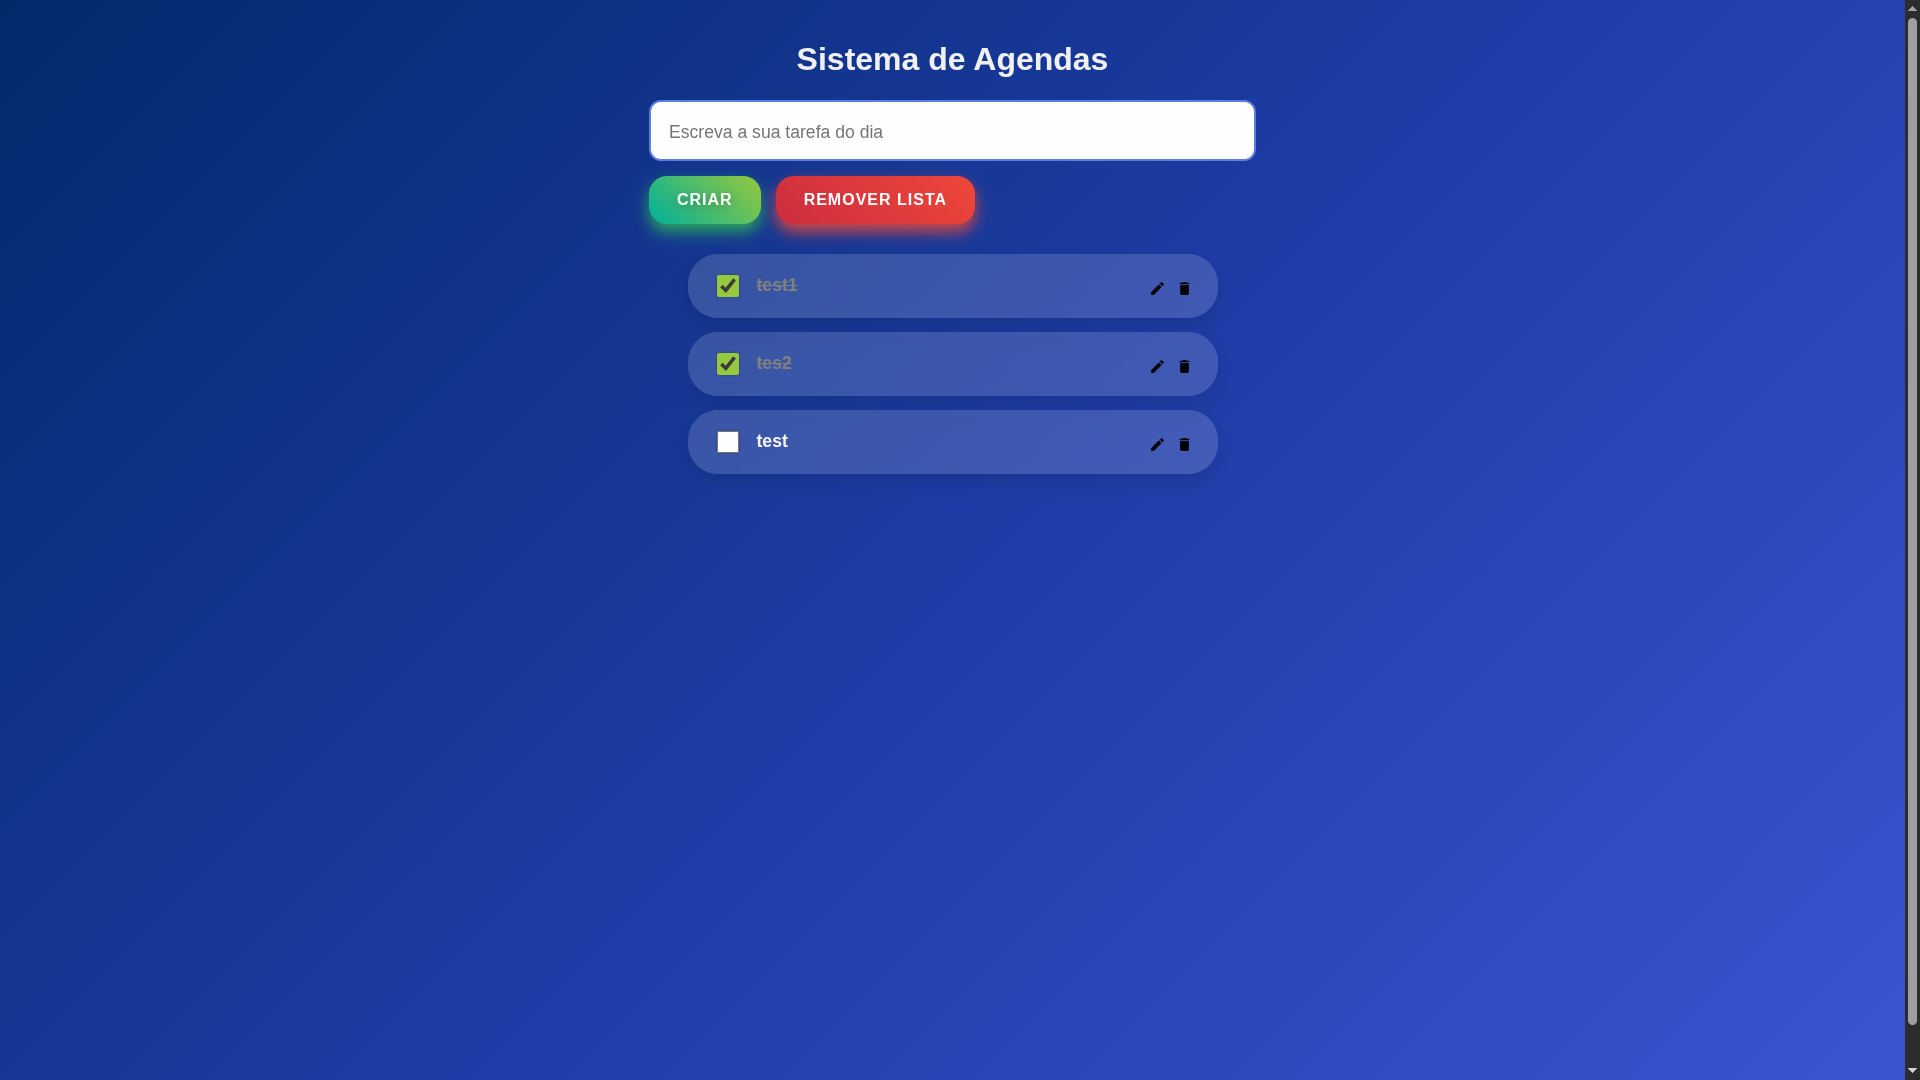 Sistema de Agendas
Escreva a sua tarefa do dia
CRIAR REMOVER LISTA
test1
tes2
test